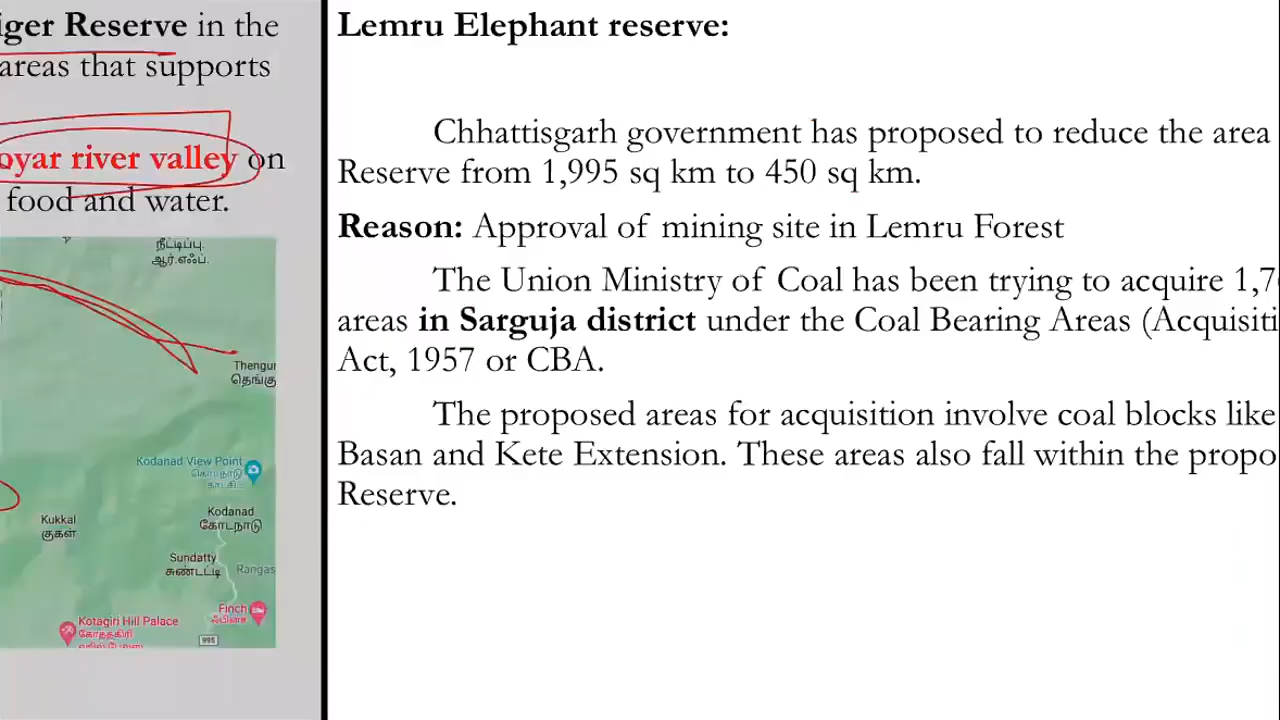 iger Reserve in the
areas that supports
oyar river valley on
food and water.
நீட்டிப்பு
ஆர்.எஃப்.
Thengu
தெங்கு
Kodanad View Point
கொடநாடு
Kukkal
குகள்
Kodanad
கோடநாடு
Sundatty
சுண்டட்டி
Rangas
Finch
ஃபின்ச்
Kotagiri Hill Palace
கோத்தகிரி
995
Lemru Elephant reserve:
Chhattisgarh government has proposed to reduce the area
Reserve from 1,995 sq km to 450 sq km.
Reason: Approval of mining site in Lemru Forest
The Union Ministry of Coal has been trying to acquire 1,7
areas in Sarguja district under the Coal Bearing Areas (Acquisiti
Act, 1957 or CBA.
The proposed areas for acquisition involve coal blocks like
Basan and Kete Extension. These areas also fall within the propo
Reserve.